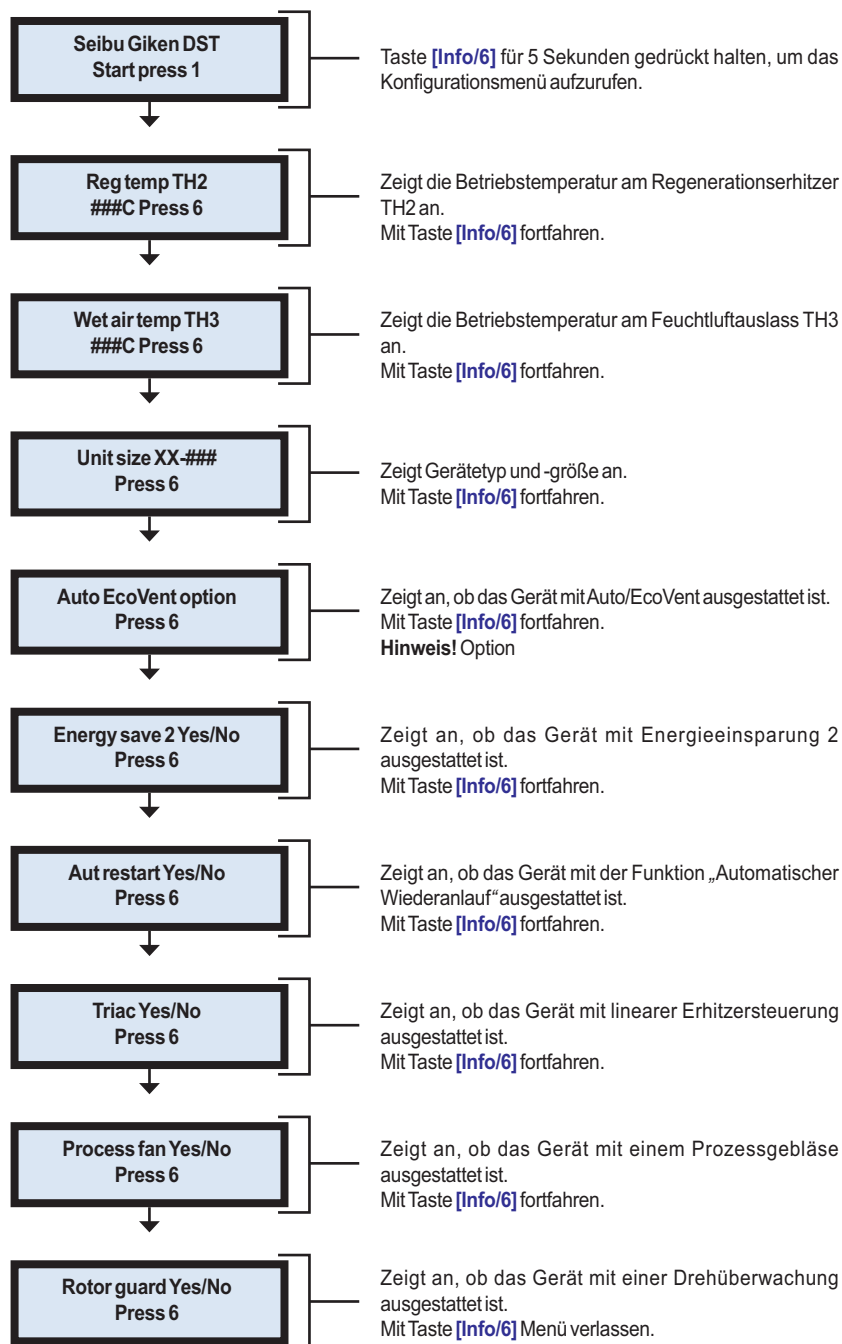 Seibu Giken DST
Start press 1
Taste [Info/6] für 5 Sekunden gedrückt halten, um das
Konfigurationsmenü aufzurufen.
Reg temp TH2
###C Press 6
Zeigt die Betriebstemperatur am Regenerationserhitzer
TH2 an.
Mit Taste [Info/6] fortfahren.
Wet air temp TH3
###C Press 6
Zeigt die Betriebstemperatur am Feuchtluftauslass TH3
an.
Mit Taste [Info/6] fortfahren.
Unit size XX-###
Press 6
Zeigt Gerätetyp und -größe an.
Mit Taste [Info/6] fortfahren.
Auto EcoVent option
Press 6
Zeigt an, ob das Gerät mit Auto/EcoVent ausgestattet ist.
Mit Taste [Info/6] fortfahren.
Hinweis! Option
Energy save 2 Yes/No
Press 6
Zeigt an, ob das Gerät mit Energieeinsparung 2
ausgestattet ist.
Mit Taste [Info/6] fortfahren.
Aut restart Yes/No
Press 6
Zeigt an, ob das Gerät mit der Funktion „Automatischer
Wiederanlauf“ ausgestattet ist.
Mit Taste [Info/6] fortfahren.
Triac Yes/No
Press 6
Zeigt an, ob das Gerät mit linearer Erhitzersteuerung
ausgestattet ist.
Mit Taste [Info/6] fortfahren.
Process fan Yes/No
Press 6
Zeigt an, ob das Gerät mit einem Prozessgebläse
ausgestattet ist.
Mit Taste [Info/6] fortfahren.
Rotor guard Yes/No
Press 6
Zeigt an, ob das Gerät mit einer Drehüberwachung
ausgestattet ist.
Mit Taste [Info/6] Menü verlassen.